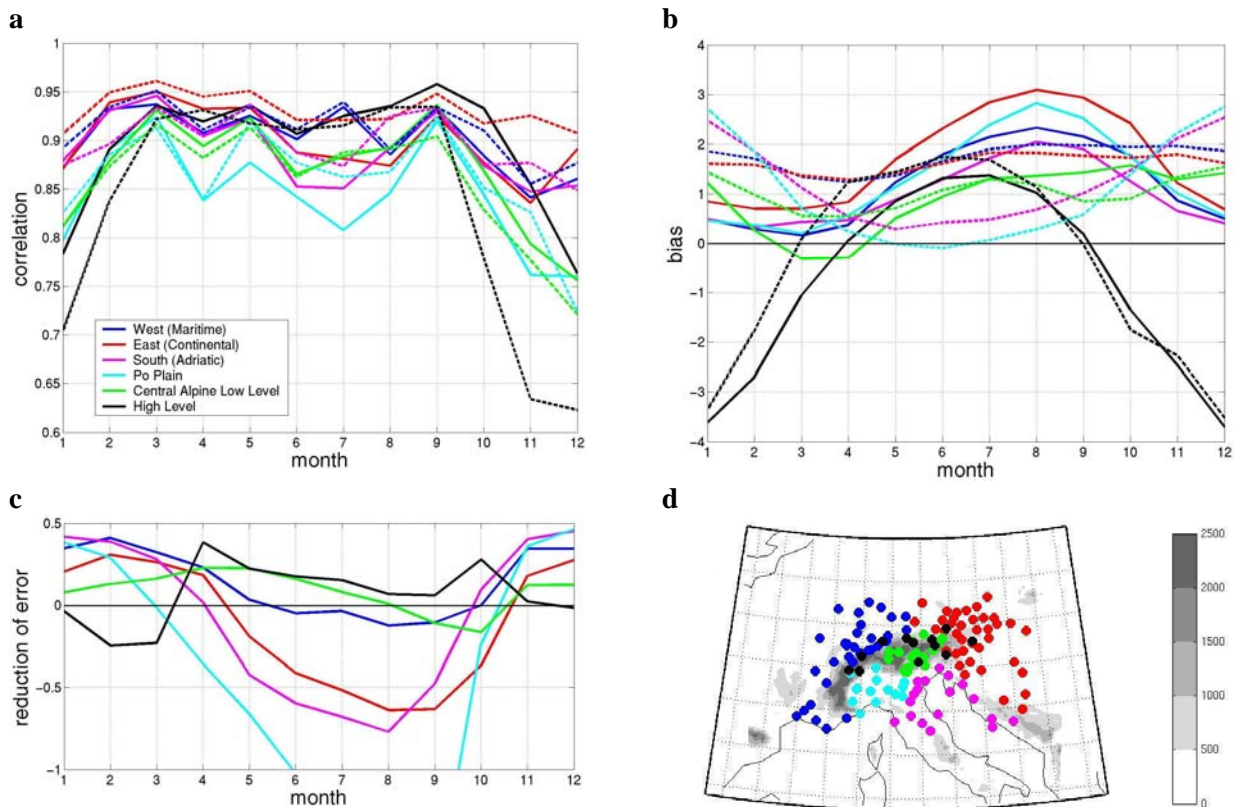 a
1
0.95
0.9
0.85
0.8
0.75
0.7
0.65
0.6
correlation
West (Maritime)
East (Continental)
South (Adriatic)
Po Plain
Central Alpine Low Level
High Level
1 2 3 4 5 6 7 8 9 10 11 12
month
b
4
3
2
1
0
−1
−2
−3
−4
bias
1 2 3 4 5 6 7 8 9 10 11 12
month
c
0.5
0
−0.5
−1
reduction of error
1 2 3 4 5 6 7 8 9 10 11 12
month
d
2500
2000
1500
1000
500
0